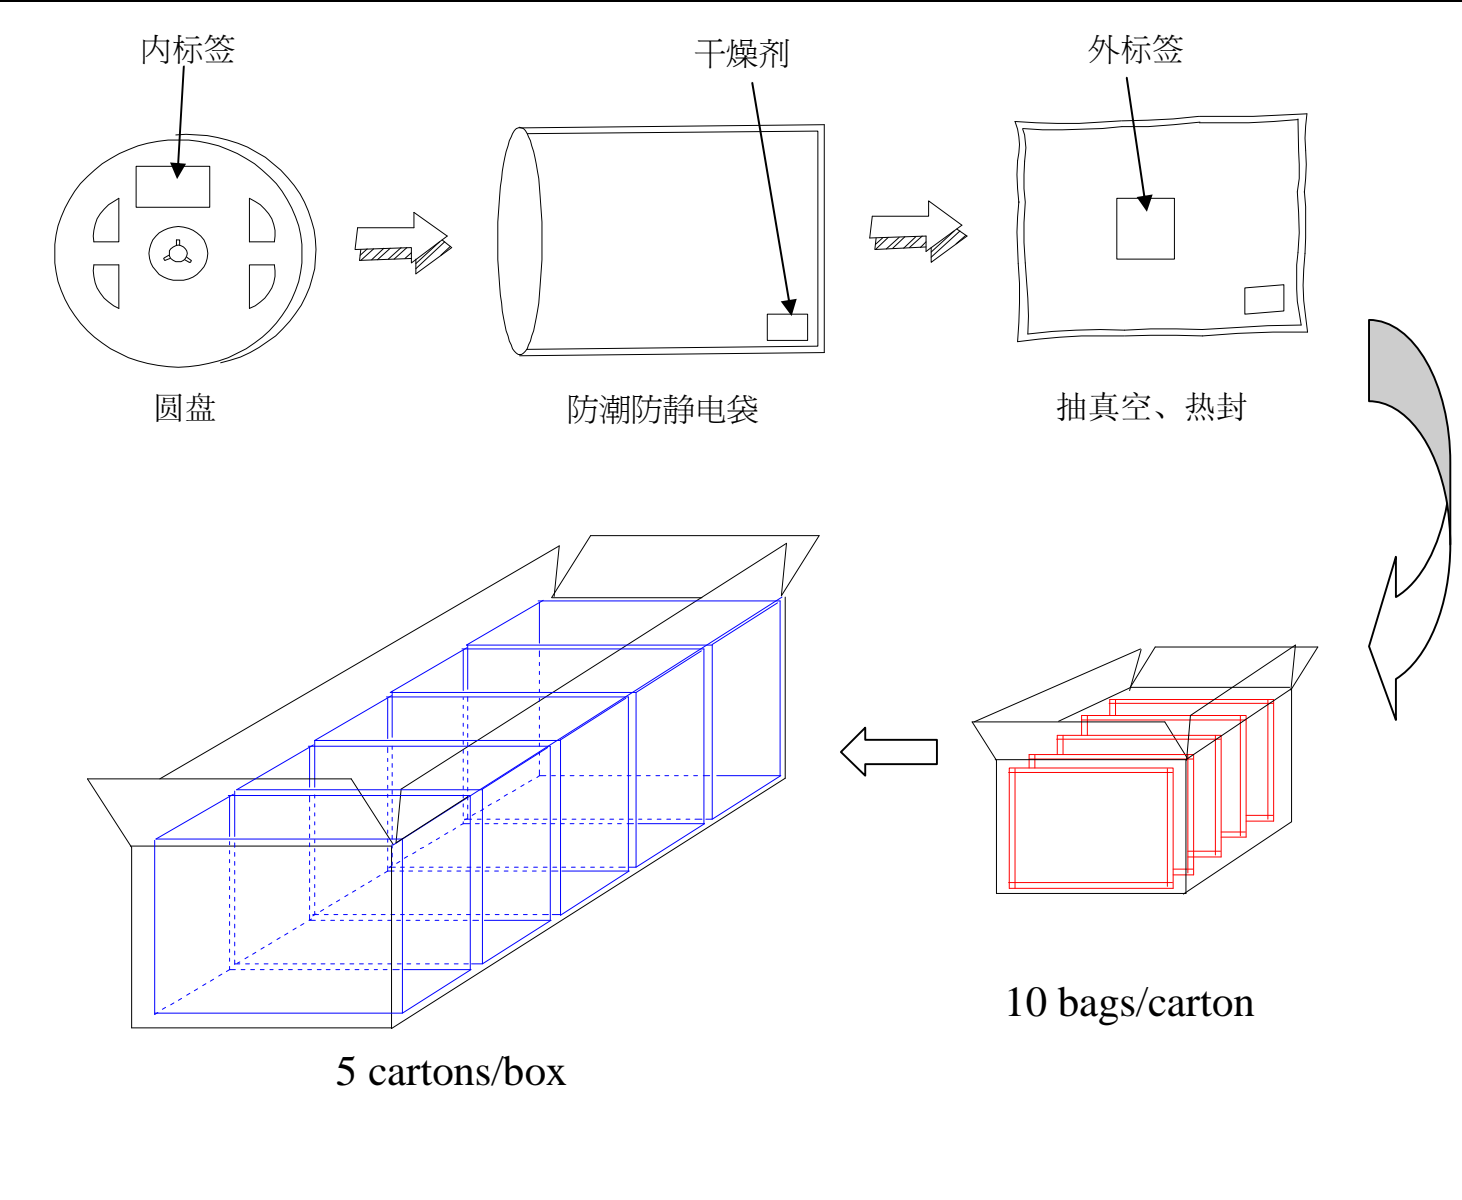 内标签
干燥剂
外标签
圆盘
防潮防静电袋
抽真空、热封
10 bags/carton
5 cartons/box